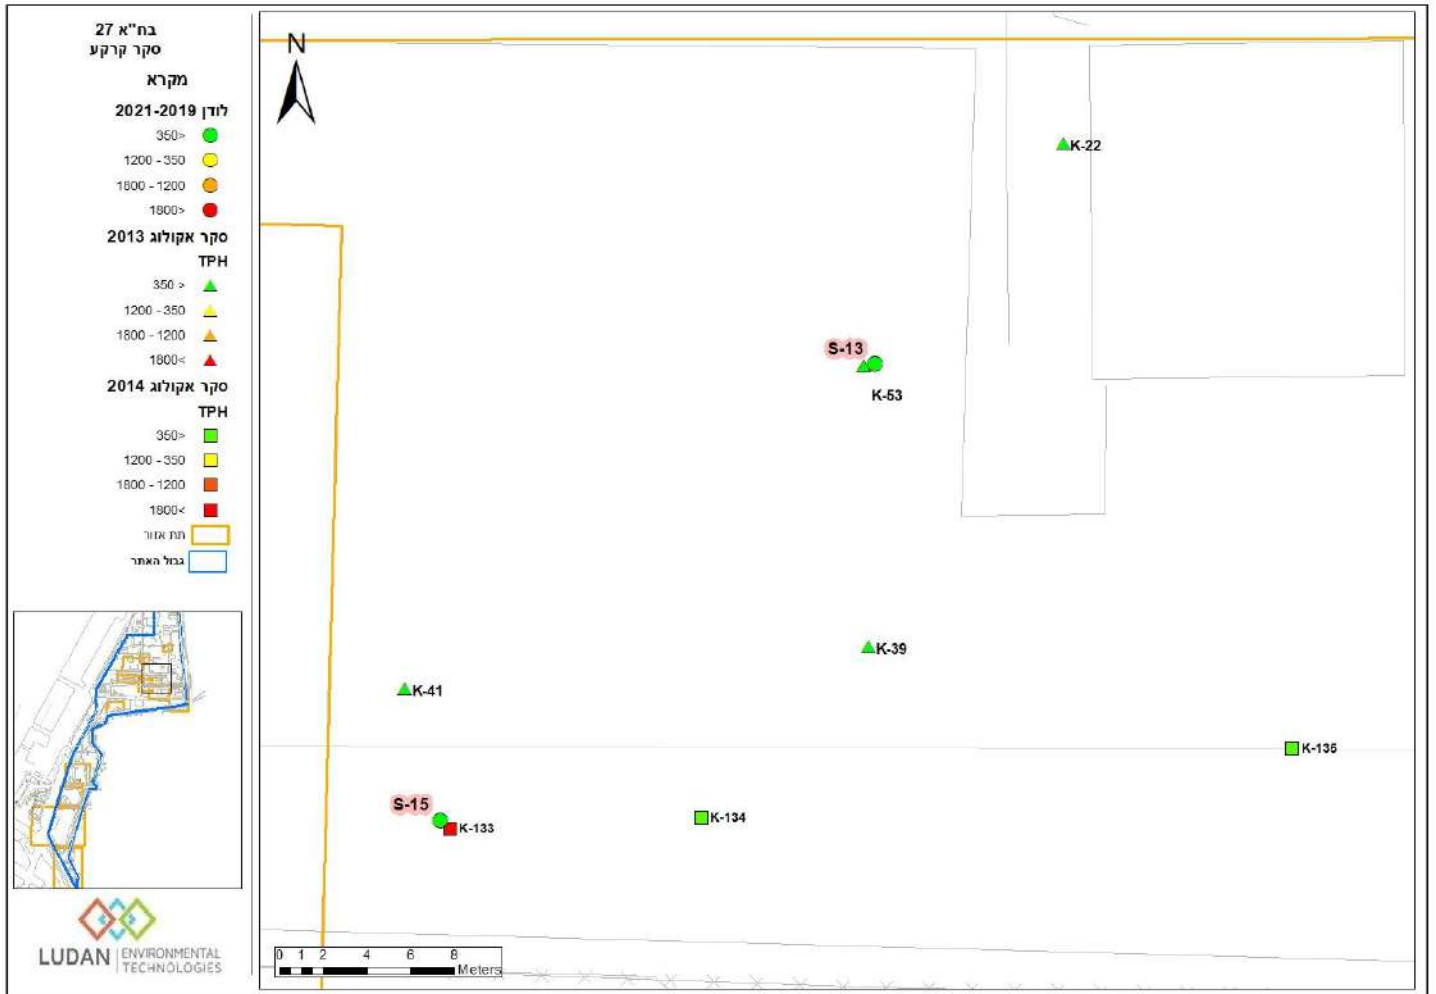 בח"א 27
סקר קרקע
מקרא
לודן 2021-2019
350>
1200 - 350
1800 - 1200
1800>
סקר אקולוג 2013
TPH
350 >
1200 - 350
1800 - 1200
1800<
סקר אקולוג 2014
TPH
350>
1200 - 350
1800 - 1200
1800<
תת אזור
גבול האתר
LUDAN ENVIRONMENTAL
TECHNOLOGIES
N
K-22
S-13
K-53
K-39
K-41
K-135
S-15
K-133
K-134
0 1 2 4 6 8
Meters